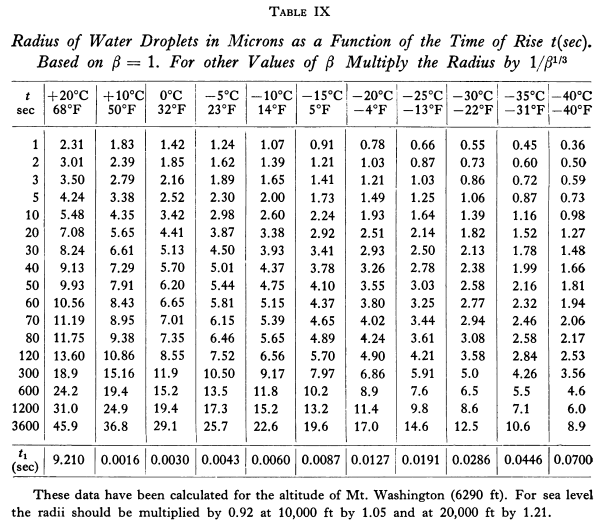 TABLE IX
Radius of Water Droplets in Microns as a Function of the Time of Rise t(sec).
Based on β = 1. For other Values of β Multiply the Radius by 1/β1/3
t +20°C +10°C 0°C −5°C −10°C −15°C −20°C −25°C −30°C −35°C −40°C
sec 68°F 50°F 32°F 23°F 14°F 5°F −4°F −13°F −22°F −31°F −40°F
1 2.31 1.83 1.42 1.24 1.07 0.91 0.78 0.66 0.55 0.45 0.36
2 3.01 2.39 1.85 1.62 1.39 1.21 1.03 0.87 0.73 0.60 0.50
3 3.50 2.79 2.16 1.89 1.65 1.41 1.21 1.03 0.86 0.72 0.59
5 4.24 3.38 2.52 2.30 2.00 1.73 1.49 1.25 1.06 0.87 0.73
10 5.48 4.35 3.42 2.98 2.60 2.24 1.93 1.64 1.39 1.16 0.98
20 7.08 5.65 4.41 3.87 3.38 2.92 2.51 2.14 1.82 1.52 1.27
30 8.24 6.61 5.13 4.50 3.93 3.41 2.93 2.50 2.13 1.78 1.48
40 9.13 7.29 5.70 5.01 4.37 3.78 3.26 2.78 2.38 1.99 1.66
50 9.93 7.91 6.20 5.44 4.75 4.10 3.55 3.03 2.58 2.16 1.81
60 10.56 8.43 6.65 5.81 5.15 4.37 3.80 3.25 2.77 2.32 1.94
70 11.19 8.95 7.01 6.15 5.39 4.65 4.02 3.44 2.94 2.46 2.06
80 11.75 9.38 7.35 6.46 5.65 4.89 4.24 3.61 3.08 2.58 2.17
120 13.60 10.86 8.55 7.52 6.56 5.70 4.90 4.21 3.58 2.84 2.53
300 18.9 15.16 11.9 10.50 9.17 7.97 6.86 5.91 5.0 4.26 3.56
600 24.2 19.4 15.2 13.5 11.8 10.2 8.9 7.6 6.5 5.5 4.6
1200 31.0 24.9 19.4 17.3 15.2 13.2 11.4 9.8 8.6 7.1 6.0
3600 45.9 36.8 29.1 25.7 22.6 19.6 17.0 14.6 12.5 10.6 8.9
t1
(sec) 9.210 0.0016 0.0030 0.0043 0.0060 0.0087 0.0127 0.0191 0.0286 0.0446 0.0700
These data have been calculated for the altitude of Mt. Washington (6290 ft). For sea level
the radii should be multiplied by 0.92 at 10,000 ft by 1.05 and at 20,000 ft by 1.21.